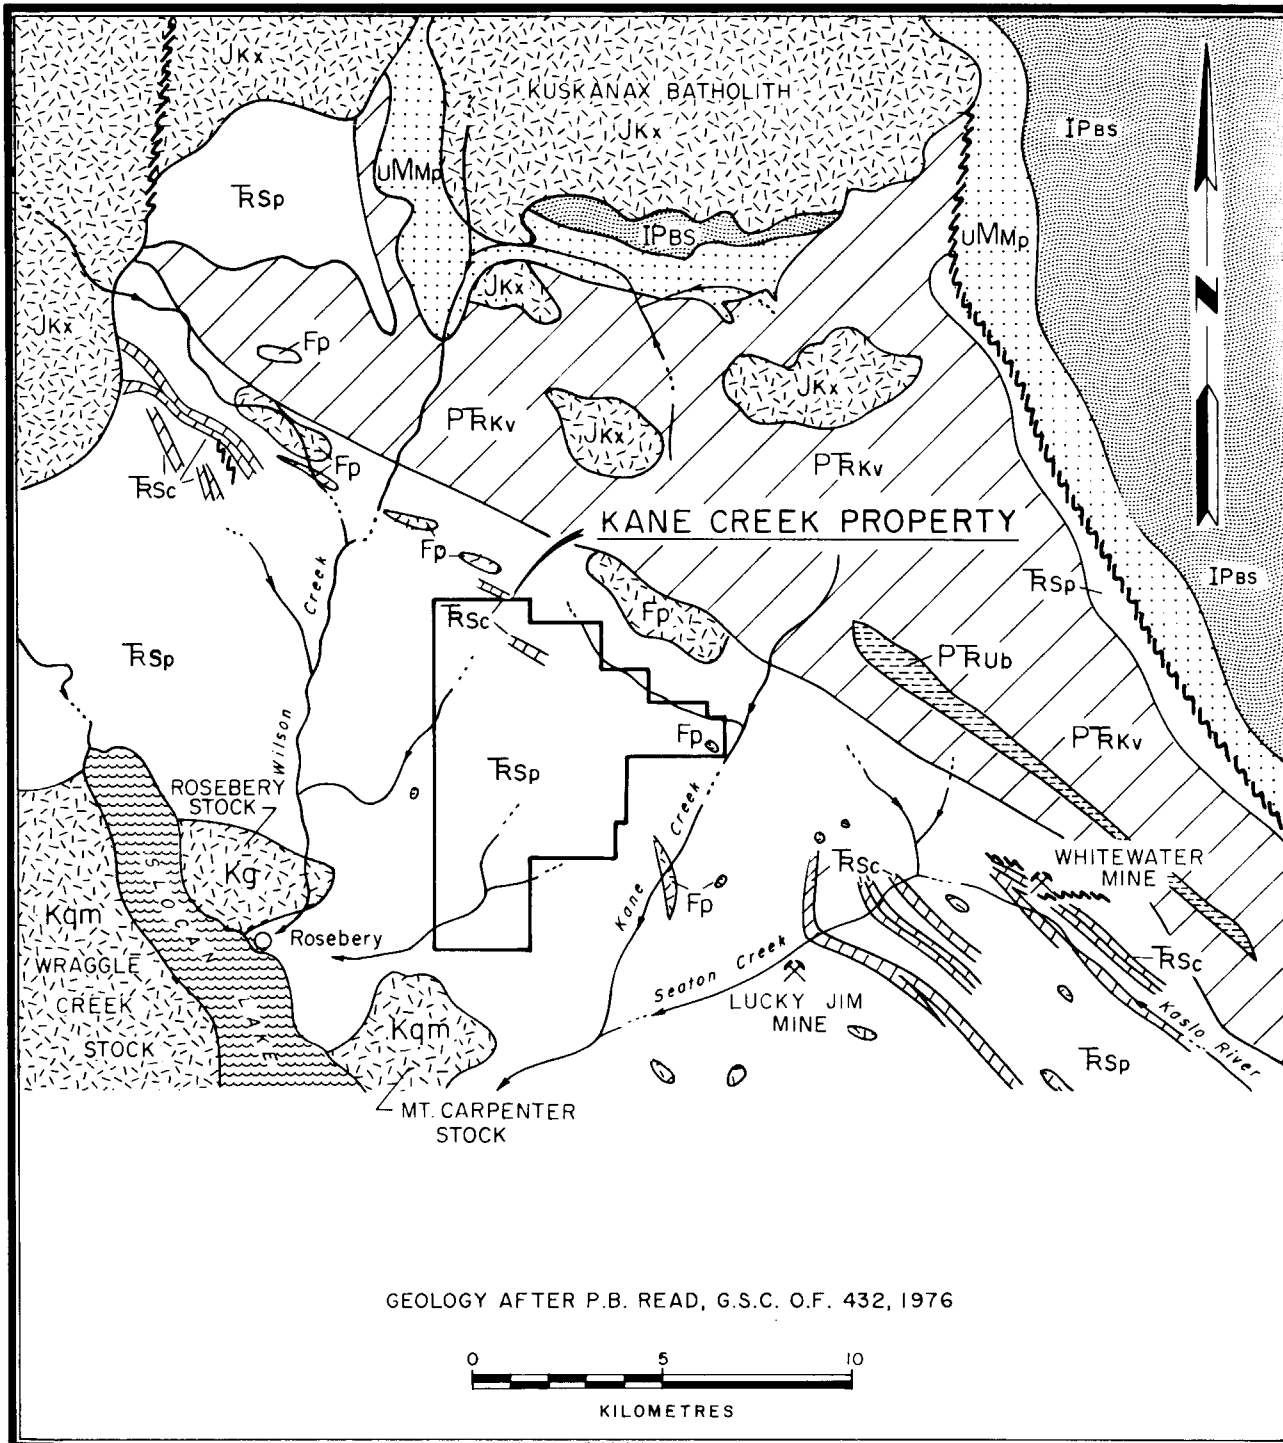 JKx
KUSKANAX BATHOLITH
JKx
IPBS
TRSp
uMMp
IPBS
uMMp
JKx
JKx
Fp
JKx
PTRKv
JKx
PTRKv
Fp
TRSc
KANE CREEK PROPERTY
Fp
TRSp
IPBS
Creek
TRSc
Fp
PTRUb
TRSp
Wilson
Fp
PTRKv
TRSp
ROSEBERY
STOCK
Creek
WHITEWATER
MINE
TRSc
Kg
SLOCAN LAKE
Kane
Fp
Kqm
Rosebery
TRSc
WRAGGLE
CREEK
STOCK
Seaton Creek
LUCKY JIM
MINE
Kaslo River
Kqm
TRSp
MT. CARPENTER
STOCK
N
GEOLOGY AFTER P.B. READ, G.S.C. O.F. 432, 1976
0 5 10
KILOMETRES